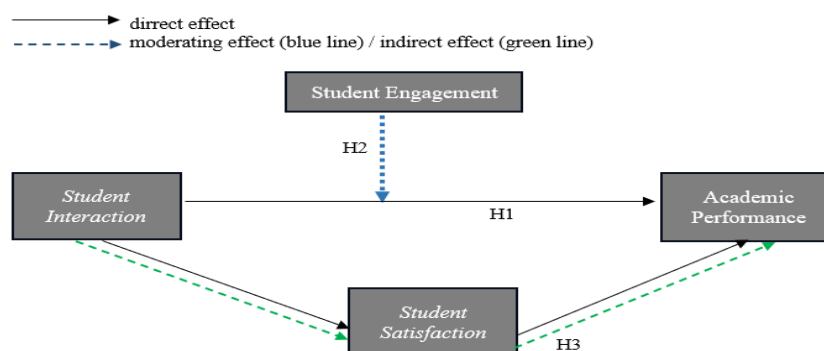 dirrect effect
moderating effect (blue line) / indirect effect (green line)
Student Engagement
H2
Student
Interaction
H1
Academic
Performance
Student
Satisfaction
H3